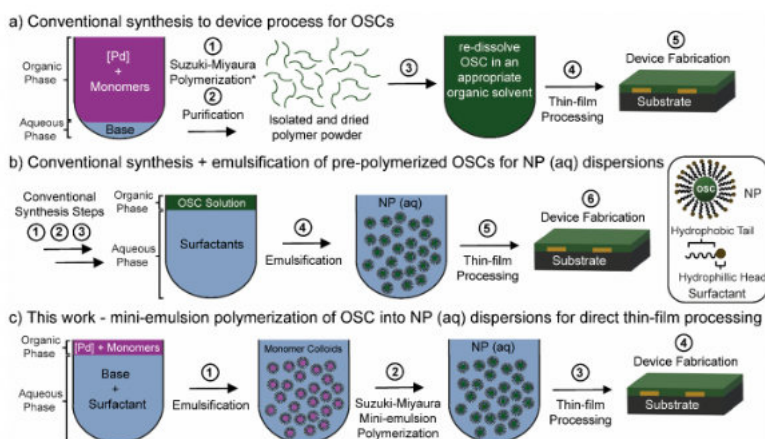 a) Conventional synthesis to device process for OSCs
Organic
Phase
Aqueous
Phase
[Pd]
+
Monomers
Base
①
Suzuki-Miyaura
Polymerization*
②
Purification
Isolated and dried
polymer powder
③
re-dissolve
OSC in an
appropriate
organic solvent
④
Thin-film
Processing
⑤
Device Fabrication
Substrate
b) Conventional synthesis + emulsification of pre-polymerized OSCs for NP (aq) dispersions
Conventional
Synthesis Steps
① ② ③
Organic
Phase
Aqueous
Phase
OSC Solution
Surfactants
④
Emulsification
NP (aq)
⑤
Thin-film
Processing
⑥
Device Fabrication
Substrate
OSC
NP
Hydrophobic Tail
Hydrophillic Head
Surfactant
c) This work - mini-emulsion polymerization of OSC into NP (aq) dispersions for direct thin-film processing
Organic
Phase
Aqueous
Phase
[Pd] + Monomers
Base
+
Surfactant
①
Emulsification
Monomer Colloids
②
Suzuki-Miyaura
Mini-emulsion
Polymerization
NP (aq)
③
Thin-film
Processing
④
Device Fabrication
Substrate